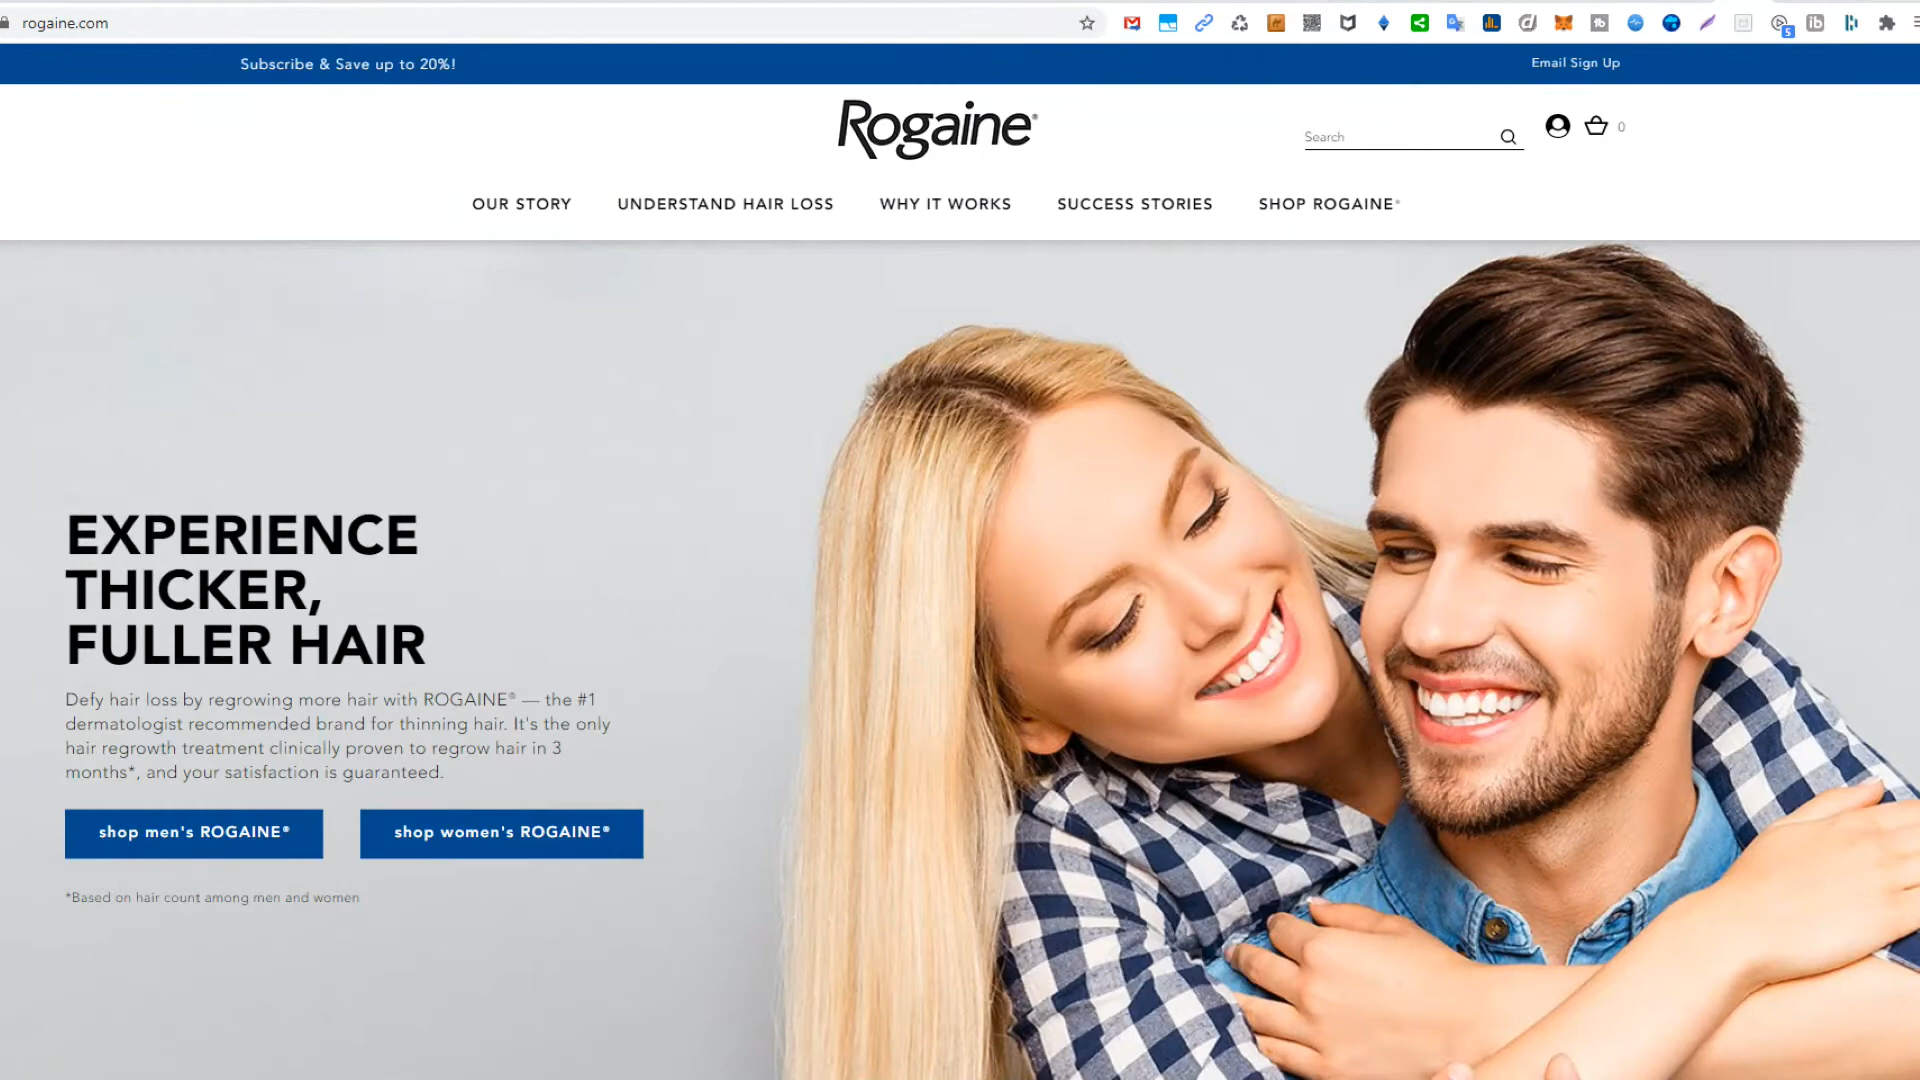 rogaine.com
5
Subscribe & Save up to 20%!
Email Sign Up
Rogaine®
Search
0
OUR STORY
UNDERSTAND HAIR LOSS
WHY IT WORKS
SUCCESS STORIES
SHOP ROGAINE®
EXPERIENCE
THICKER,
FULLER HAIR
Defy hair loss by regrowing more hair with ROGAINE® — the #1
dermatologist recommended brand for thinning hair. It's the only
hair regrowth treatment clinically proven to regrow hair in 3
months*, and your satisfaction is guaranteed.
shop men's ROGAINE®
shop women's ROGAINE®
*Based on hair count among men and women